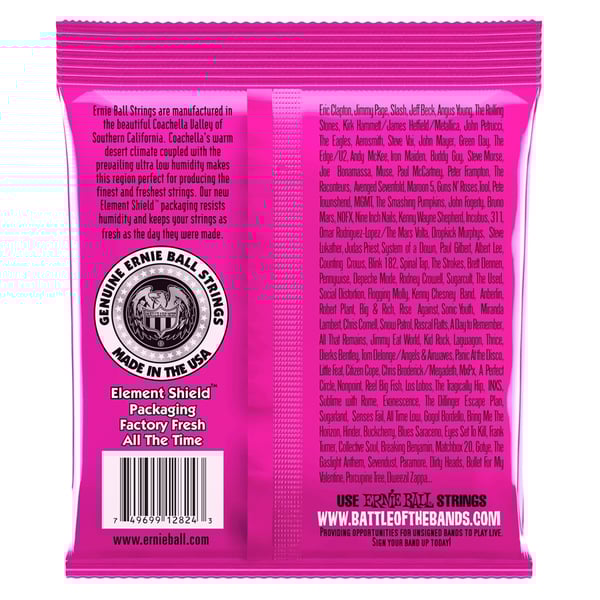 Ernie Ball Strings are manufactured in
the beautiful Coachella Valley of
Southern California. Coachella's warm
desert climate coupled with the
prevailing ultra low humidity makes
this region perfect for producing the
finest and freshest strings. Our new
Element Shield™ packaging resists
humidity and keeps your strings as
fresh as the day they were made.
GENUINE ERNIE BALL STRINGS
MADE IN THE USA
Element Shield™
Packaging
Factory Fresh
All The Time
7 49699 12824 3
www.ernieball.com
Eric Clapton, Jimmy Page, Slash, Jeff Beck, Angus Young, The Rolling
Stones, Kirk Hammett/James Hetfield/Metallica, John Petrucci,
The Eagles, Aerosmith, Steve Vai, John Mayer, Green Day, The
Edge/U2, Andy McKee, Iron Maiden, Buddy Guy, Steve Morse,
Joe Bonamassa, Muse, Paul McCartney, Peter Frampton, The
Raconteurs, Avenged Sevenfold, Maroon 5, Guns N' Roses, Tool, Pete
Townshend, MGMT, The Smashing Pumpkins, John Fogerty, Bruno
Mars, NOFX, Nine Inch Nails, Kenny Wayne Shepherd, Incubus, 311,
Omar Rodriguez-Lopez/The Mars Volta, Dropkick Murphys, Steve
Lukather, Judas Priest, System of a Down, Paul Gilbert, Albert Lee,
Counting Crows, Blink 182, Spinal Tap, The Strokes, Brett Dennen,
Pennywise, Depeche Mode, Rodney Crowell, Sugarcult, The Used,
Social Distortion, Flogging Molly, Kenny Chesney Band, Anberlin,
Robert Plant, Big & Rich, Rise Against, Sonic Youth, Miranda
Lambert, Chris Cornell, Snow Patrol, Rascal Flatts, A Day to Remember,
All That Remains, Jimmy Eat World, Kid Rock, Lagwagon, Thrice,
Dierks Bentley, Tom Delonge/Angels & Airwaves, Panic At the Disco,
Little Feat, Citizen Cope, Chris Broderick/Megadeth, MxPx, A Perfect
Circle, Nonpoint, Reel Big Fish, Los Lobos, The Tragically Hip, INXS,
Sublime with Rome, Evanescence, The Dillinger Escape Plan,
Sugarland, Senses Fail, All Time Low, Gogol Bordello, Bring Me The
Horizon, Hinder, Buckcherry, Blues Saraceno, Eyes Set To Kill, Frank
Turner, Collective Soul, Breaking Benjamin, Matchbox 20, Gotye, The
Gaslight Anthem, Sevendust, Paramore, Dirty Heads, Bullet For My
Valentine, Porcupine Tree, Dweezil Zappa...
USE ERNIE BALL STRINGS
WWW.BATTLEOFTHEBANDS.COM
PROVIDING OPPORTUNITIES FOR UNSIGNED BANDS TO PLAY LIVE.
SIGN YOUR BAND UP TODAY!